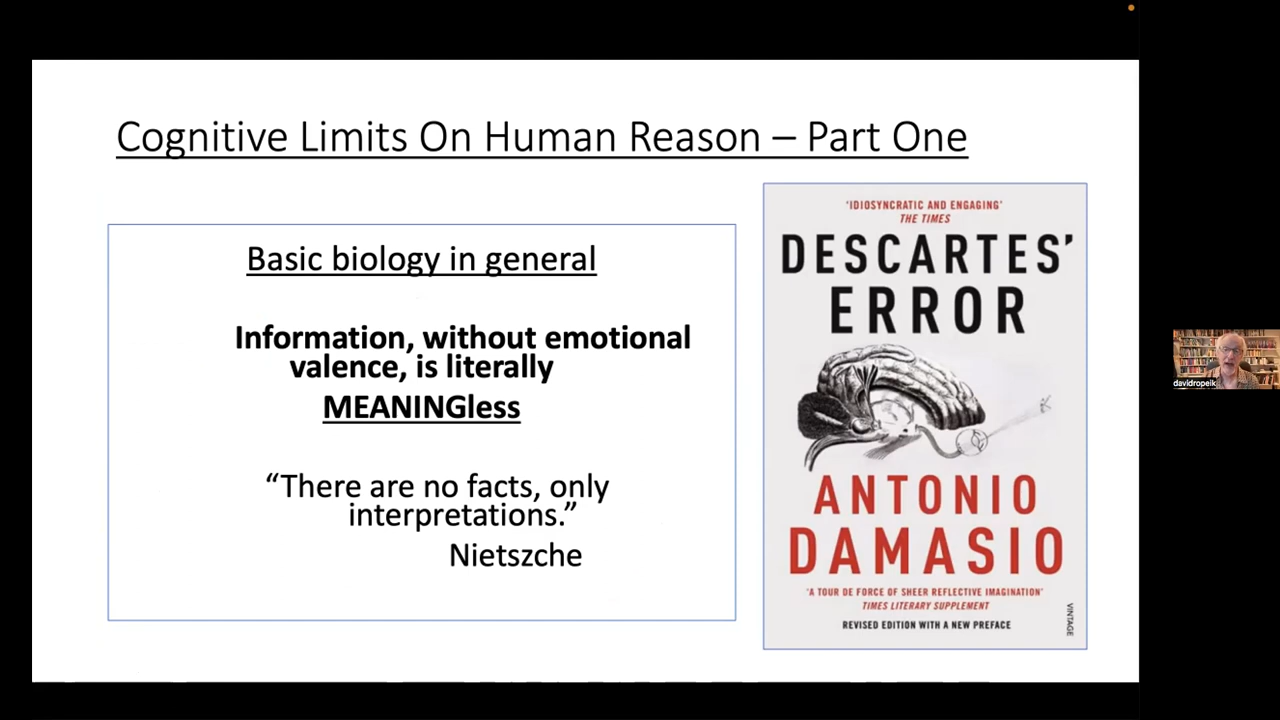 Cognitive Limits On Human Reason – Part One
Basic biology in general
Information, without emotional
valence, is literally
MEANINGless
“There are no facts, only
interpretations.”
Nietszche
‘IDIOSYNCRATIC AND ENGAGING’
THE TIMES
DESCARTES’
ERROR
ANTONIO
DAMASIO
‘A TOUR DE FORCE OF SHEER REFLECTIVE IMAGINATION’
TIMES LITERARY SUPPLEMENT
REVISED EDITION WITH A NEW PREFACE
VINTAGE
davidropeik